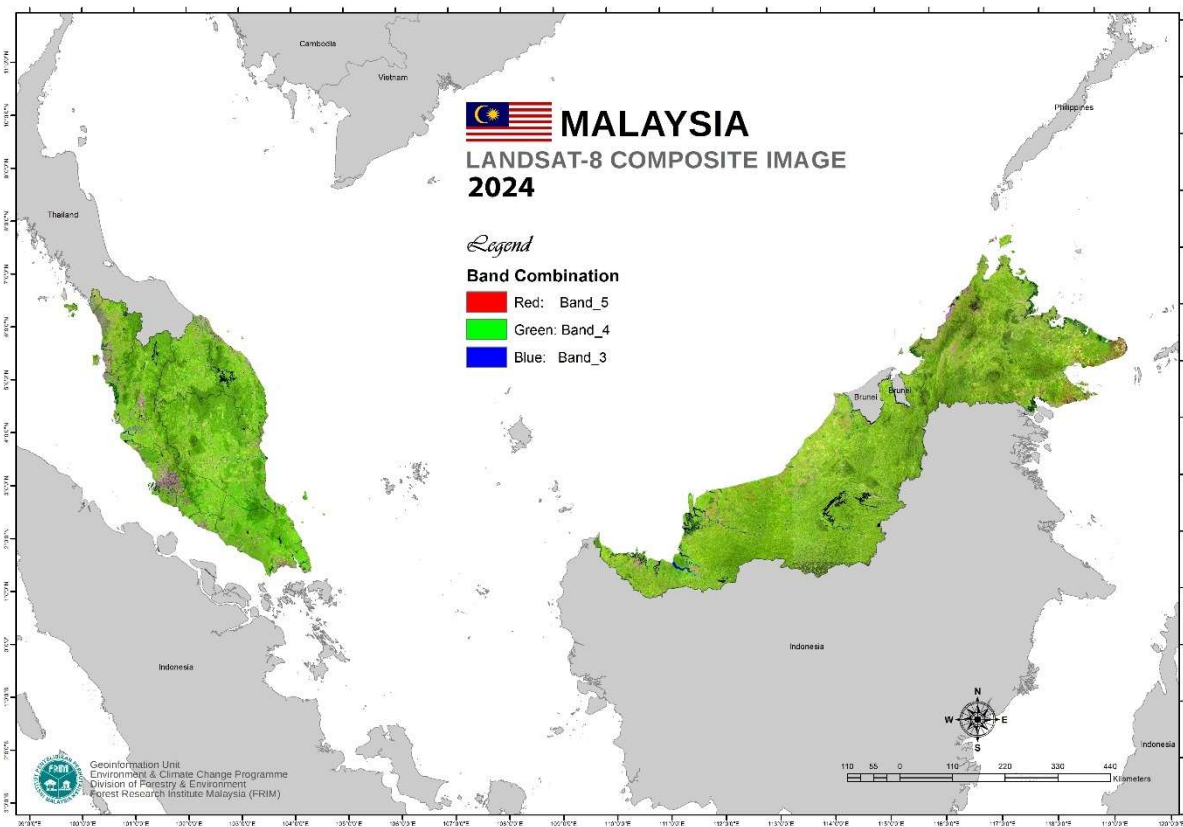 Cambodia
Vietnam
Philippines
Thailand
MALAYSIA
LANDSAT-8 COMPOSITE IMAGE
2024
Legend
Band Combination
Red: Band_5
Green: Band_4
Blue: Band_3
Brunei
Brunei
Indonesia
Indonesia
Indonesia
N
W E
S
110 55 0 110 220 330 440
Kilometers
FRIM
Geoinformation Unit
Environment & Climate Change Programme
Division of Forestry & Environment
Forest Research Institute Malaysia (FRIM)